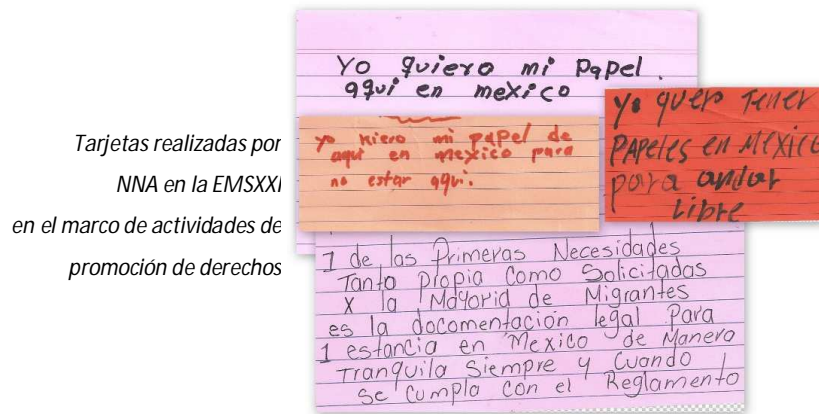 Tarjetas realizadas por
NNA en la EMSXXI
en el marco de actividades de
promoción de derechos
Yo quiero mi papel.
aqui en mexico
yo kiero mi papel de
aqui en mexico para
no estar aqui.
Yo quero Tener
PAPeles en MéXICO
para andar
Libre
1 de las Primeras Necesidades
Tanto propia Como Solicitadas
X la Mayoria de Migrantes
es la docomentación legal Para
1 estancia en Mexico de Manera
Tranquila Siempre y Cuando
Se Cumpla Con el Reglamento